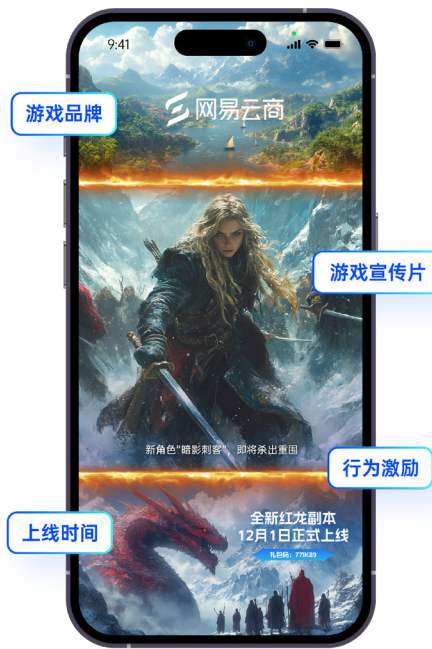 9:41
游戏品牌
网易云商
游戏宣传片
新角色“暗影刺客”，即将杀出重围
行为激励
上线时间
全新红龙副本
12月1日正式上线
礼包码：771K89